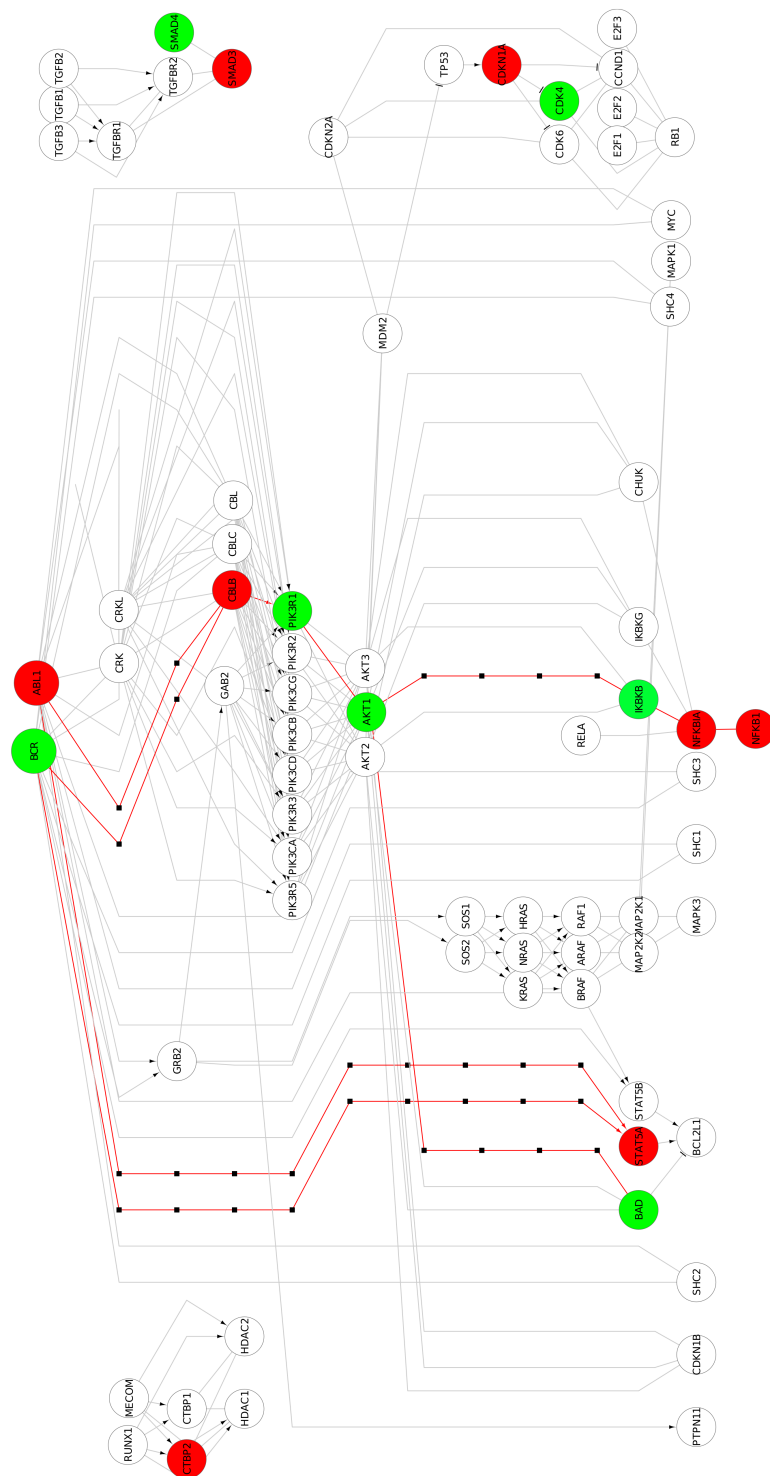 SMAD4
E2F3
TGFB2
TGFBR2
SMAD3
TP53
CDKN1A
CCND1
TGFB1
CDK4
E2F2
TGFB3
TGFBR1
CDKN2A
CDK6
E2F1
RB1
MYC
MAPK1
SHC4
MDM2
CHUK
CBL
CBLC
CBLB
CRKL
PIK3R1
IKBKG
CRK
PIK3R2
AKT3
ABL1
GAB2
PIK3CG
IKBKB
AKT1
BCR
PIK3CB
RELA
NFKBIA
NFKB1
AKT2
PIK3CD
SHC3
PIK3R3
PIK3CA
SHC1
PIK3R5
SOS1
HRAS
RAF1
MAP2K1
MAPK3
SOS2
NRAS
ARAF
MAP2K2
KRAS
BRAF
GRB2
STAT5B
STAT5A
BCL2L1
BAD
SHC2
HDAC2
CDKN1B
MECOM
CTBP1
HDAC1
RUNX1
CTBP2
PTPN11